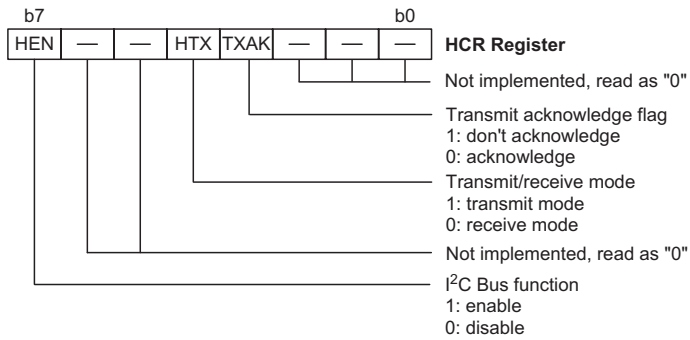 b7 b0
HEN — — HTX TXAK — — — HCR Register
Not implemented, read as "0"
Transmit acknowledge flag
1: don't acknowledge
0: acknowledge
Transmit/receive mode
1: transmit mode
0: receive mode
Not implemented, read as "0"
I²C Bus function
1: enable
0: disable